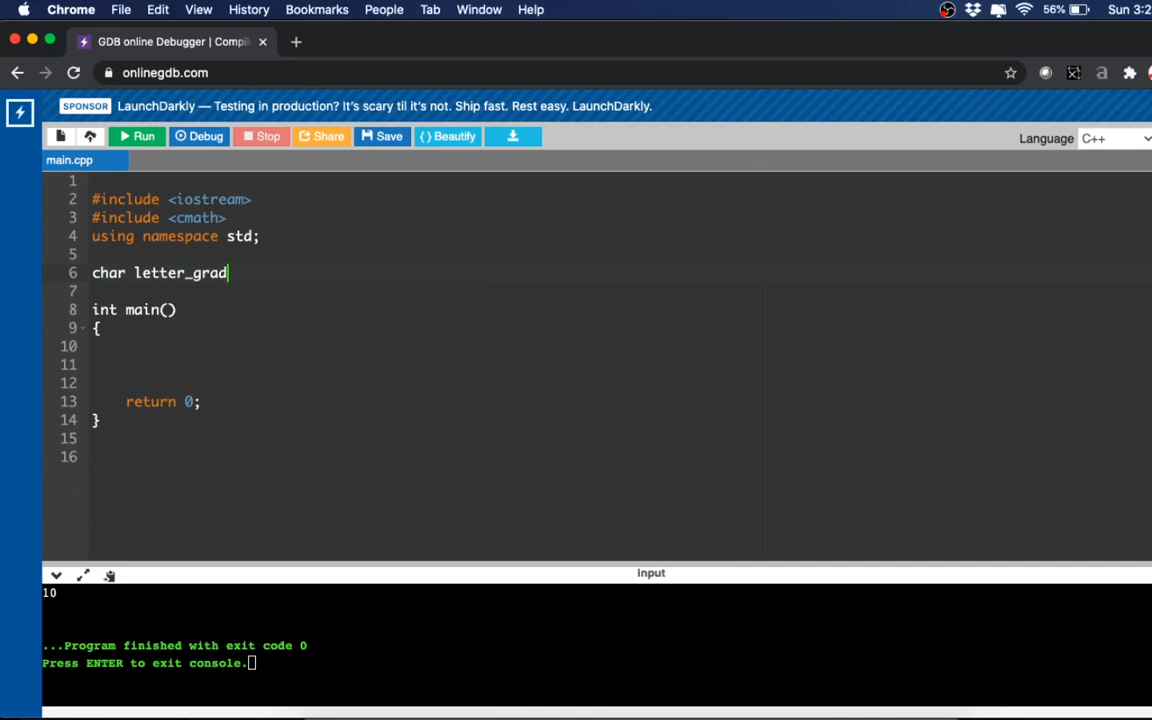 Chrome File Edit View History Bookmarks People Tab Window Help 56% Sun 3:2
GDB online Debugger | Compil
onlinegdb.com
SPONSOR LaunchDarkly — Testing in production? It's scary til it's not. Ship fast. Rest easy. LaunchDarkly.
Run Debug Stop Share Save { } Beautify Language C++
main.cpp
1
2 #include <iostream>
3 #include <cmath>
4 using namespace std;
5
6 char letter_grad
7
8 int main()
9 {
10
11
12
13 return 0;
14 }
15
16
input
10
...Program finished with exit code 0
Press ENTER to exit console.